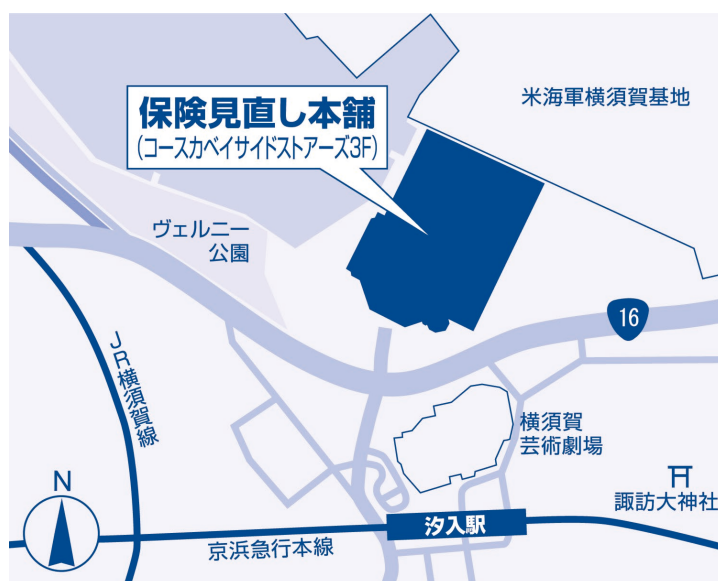 米海軍横須賀基地
保険見直し本舗
(コースカベイサイドストアーズ3F)
ヴェルニー
公園
16
JR横須賀線
横須賀
芸術劇場
N
諏訪大神社
汐入駅
京浜急行本線